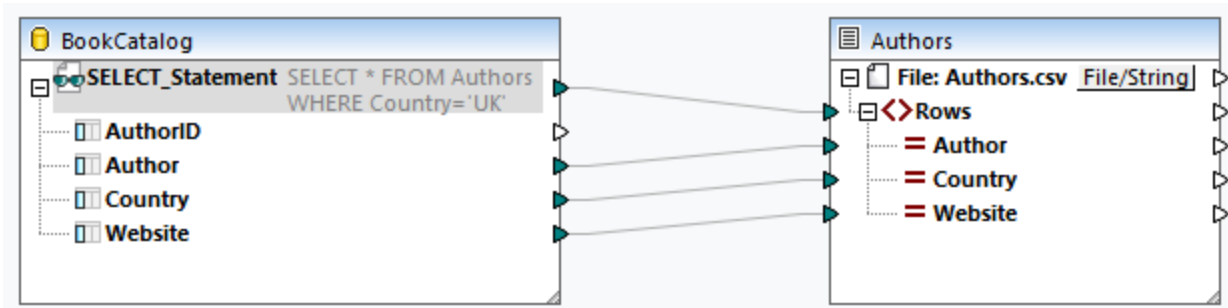 BookCatalog
SELECT_Statement SELECT * FROM Authors
WHERE Country='UK'
AuthorID
Author
Country
Website
Authors
File: Authors.csv File/String
Rows
Author
Country
Website